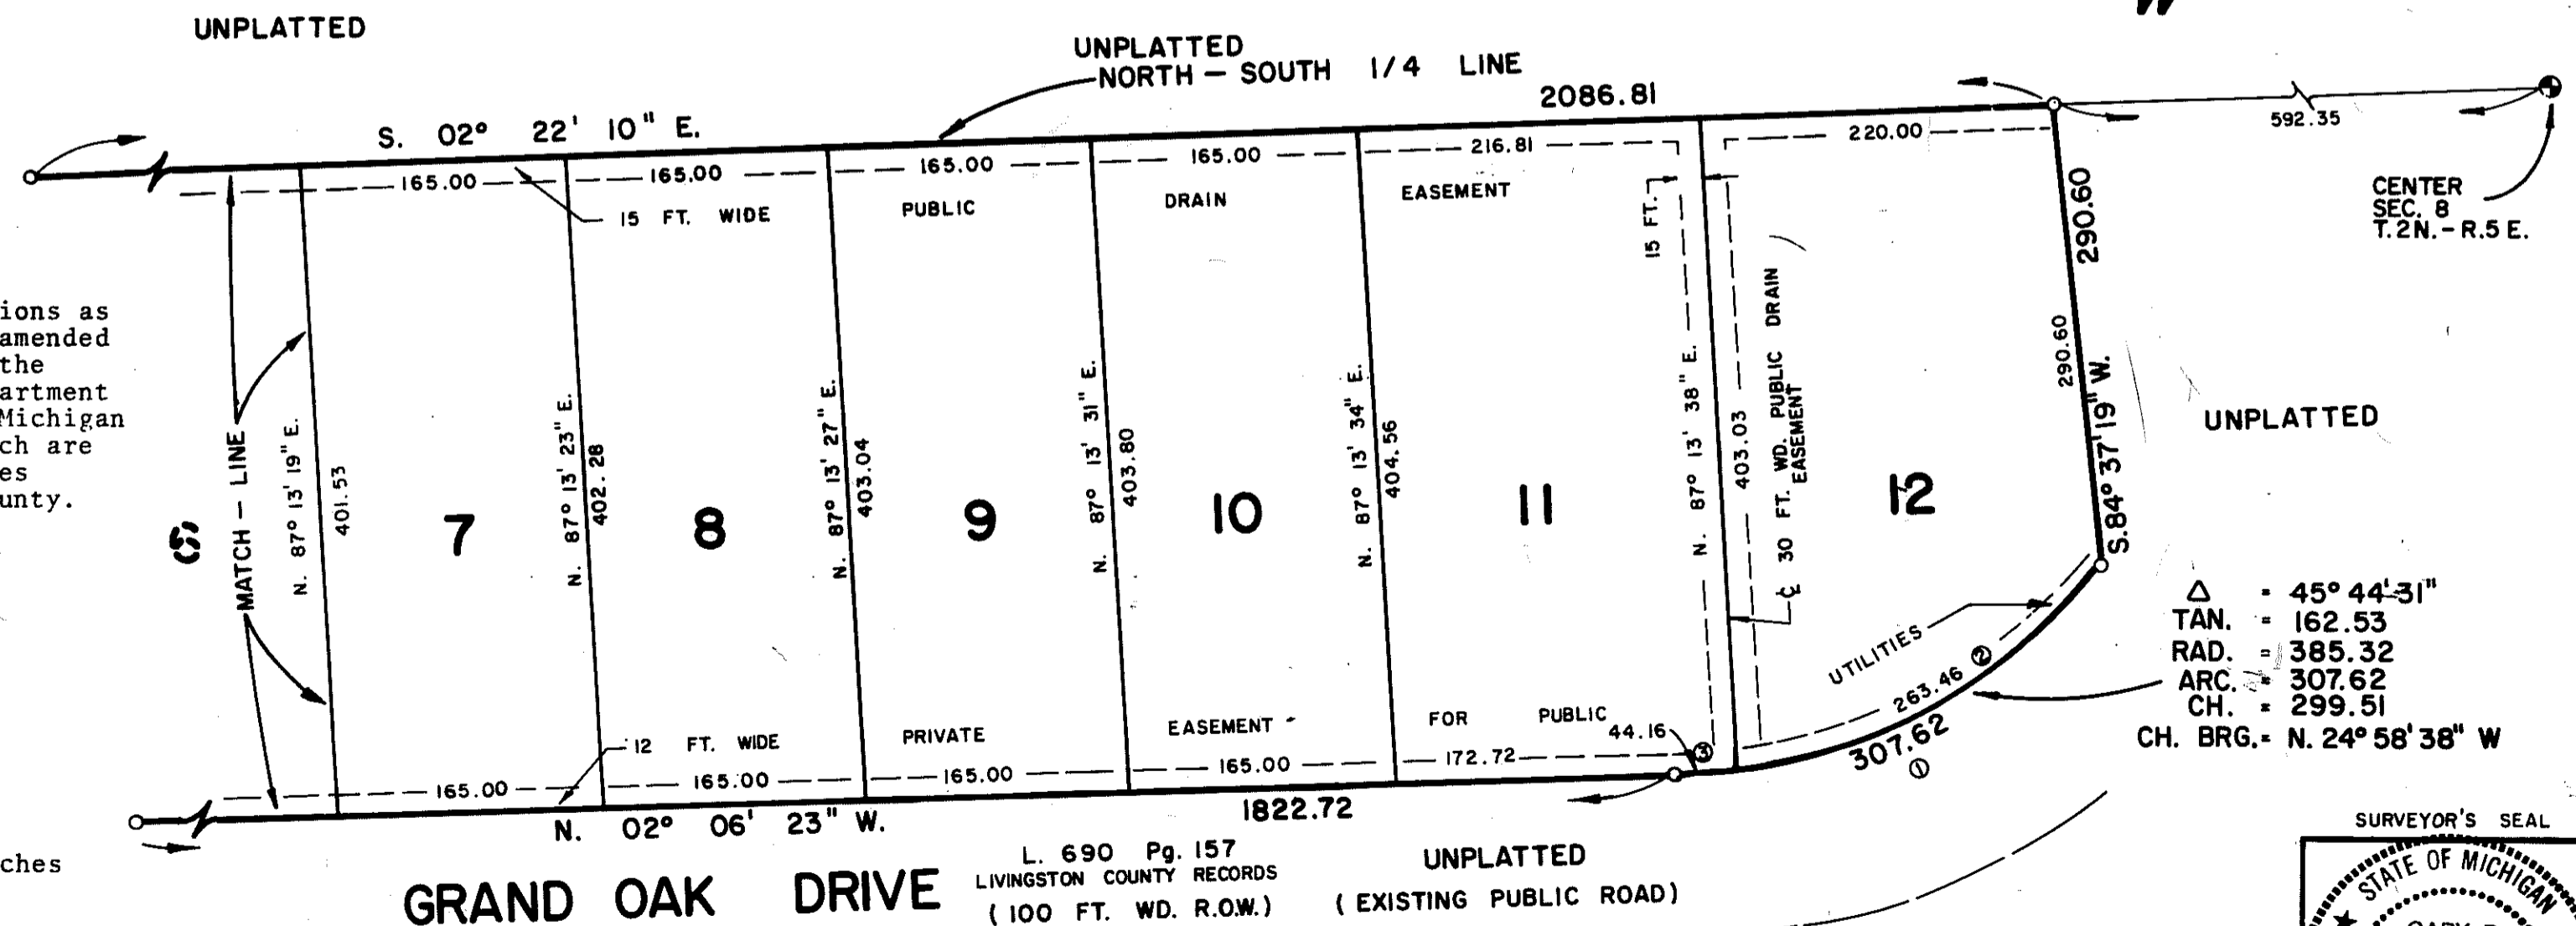 UNPLATTED
UNPLATTED
NORTH – SOUTH 1/4 LINE
2086.81
S. 02° 22' 10" E.
592.35
CENTER
SEC. 8
T.2N.–R.5E.
165.00
165.00
165.00
165.00
216.81
220.00
15 FT. WIDE
PUBLIC
DRAIN
EASEMENT
15 FT.
290.60
290.60
S.84° 37' 19" W.
UNPLATTED
ions as
amended
the
artment
Michigan
ch are
es
unty.
MATCH – LINE
6
N. 87° 13' 19" E.
401.53
7
N. 87° 13' 23" E.
402.28
8
N. 87° 13' 27" E.
403.04
9
N. 87° 13' 31" E.
403.80
10
N. 87° 13' 34" E.
404.56
11
N. 87° 13' 38" E.
403.03
℄ 30 FT. WD. PUBLIC DRAIN
EASEMENT
12
UTILITIES
263.46 ②
307.62
①
Δ = 45° 44' 31"
TAN. = 162.53
RAD. = 385.32
ARC. = 307.62
CH. = 299.51
CH. BRG. = N. 24° 58' 38" W
12 FT. WIDE
PRIVATE
EASEMENT
FOR PUBLIC
44.16
③
165.00
165.00
165.00
165.00
172.72
N. 02° 06' 23" W.
1822.72
GRAND OAK DRIVE
L. 690 Pg. 157
LIVINGSTON COUNTY RECORDS
(100 FT. WD. R.O.W.)
UNPLATTED
(EXISTING PUBLIC ROAD)
ches
SURVEYOR'S SEAL
STATE OF MICHIGAN